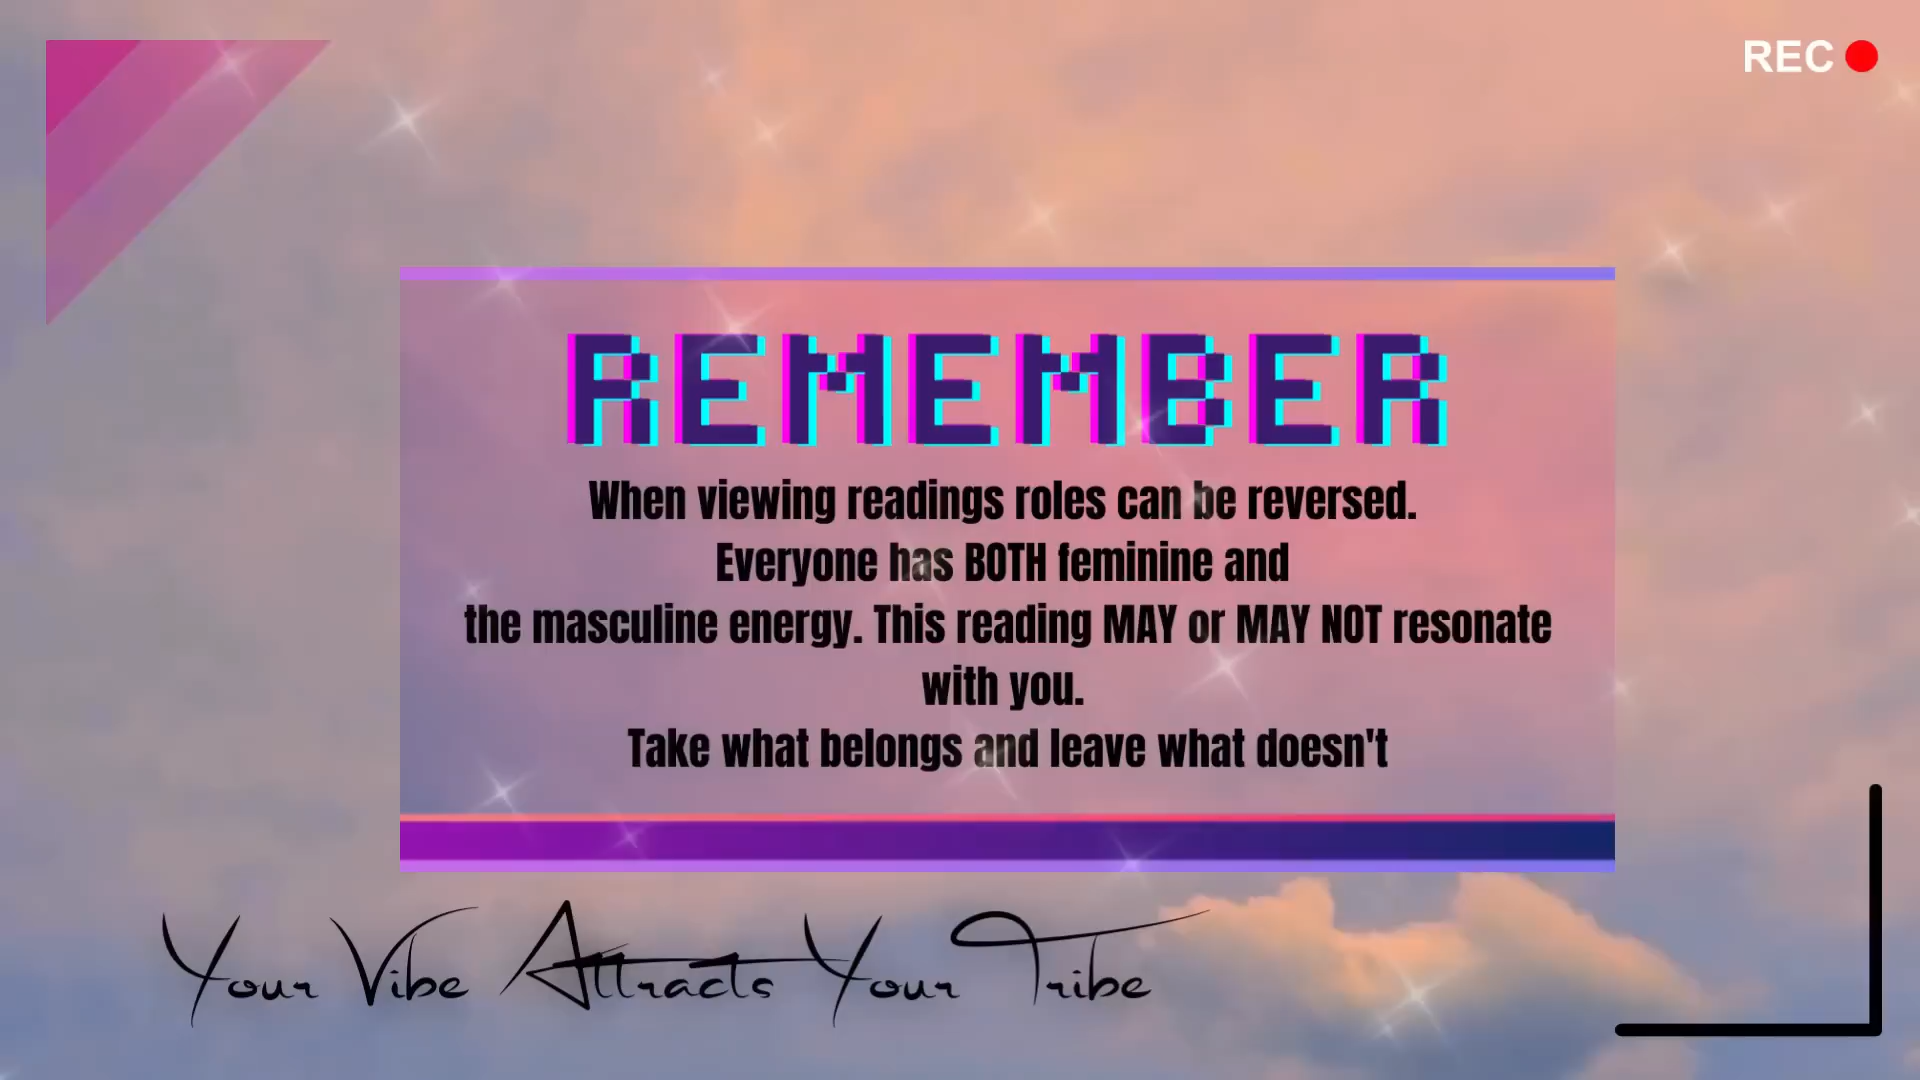 REC
REMEMBER
When viewing readings roles can be reversed.
Everyone has BOTH feminine and
the masculine energy. This reading MAY or MAY NOT resonate
with you.
Take what belongs and leave what doesn't
Your Vibe Attracts Your Tribe